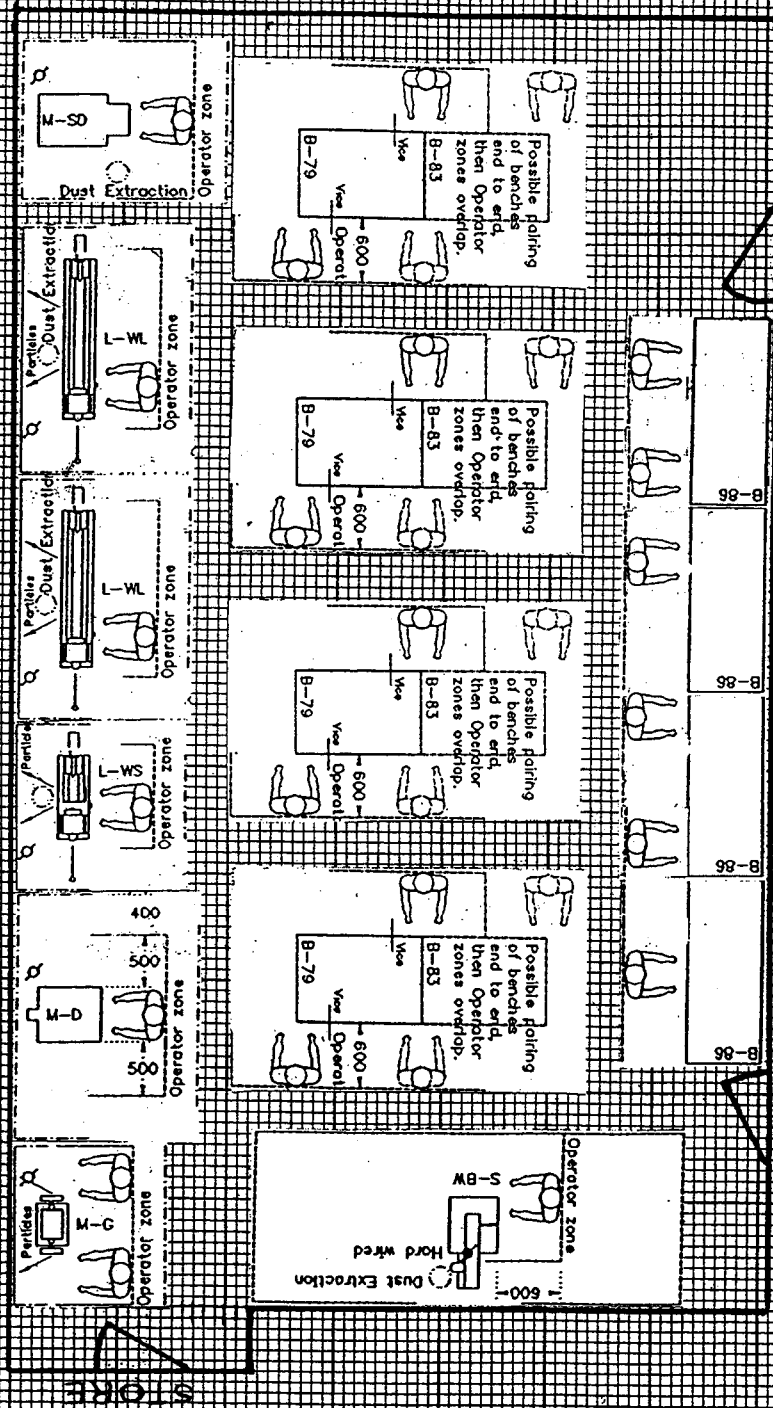 M-SD
Operator zone
Dust Extraction
Particles
Dust Extraction
L-WL
Operator zone
Particles
Dust Extraction
L-WL
Operator zone
Particles
L-WS
Operator zone
400
500
M-D
500
Operator zone
Particles
M-G
Operator zone
B-79
Vice
B-83
Possible pairing
of benches
end to end,
then Operator
zones overlap.
Vice
Operat
600
B-79
Vice
B-83
Possible pairing
of benches
end to end,
then Operator
zones overlap.
Vice
Operat
600
B-79
Vice
B-83
Possible pairing
of benches
end to end,
then Operator
zones overlap.
Vice
Operat
600
B-79
Vice
B-83
Possible pairing
of benches
end to end,
then Operator
zones overlap.
Vice
Operat
600
B-86
B-86
B-86
B-86
Operator zone
S-BW
Hard wired
Dust Extraction
600
STORE